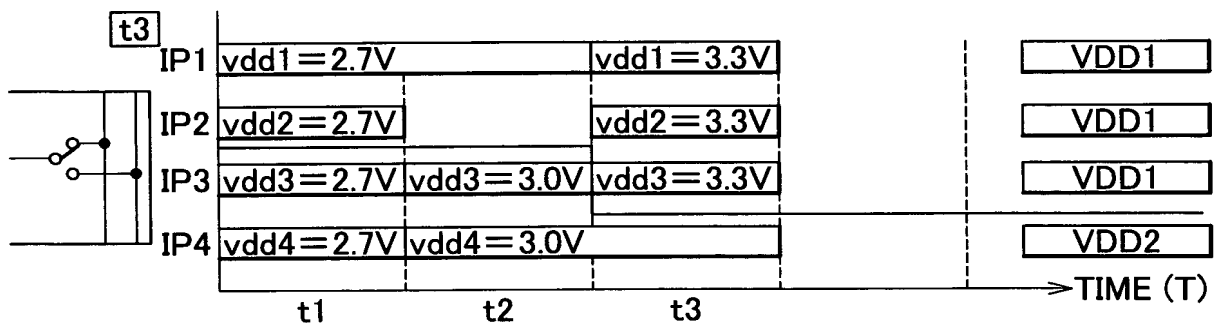 t3
IP1 vdd1=2.7V vdd1=3.3V VDD1
IP2 vdd2=2.7V vdd2=3.3V VDD1
IP3 vdd3=2.7V vdd3=3.0V vdd3=3.3V VDD1
IP4 vdd4=2.7V vdd4=3.0V VDD2
TIME (T)
t1 t2 t3